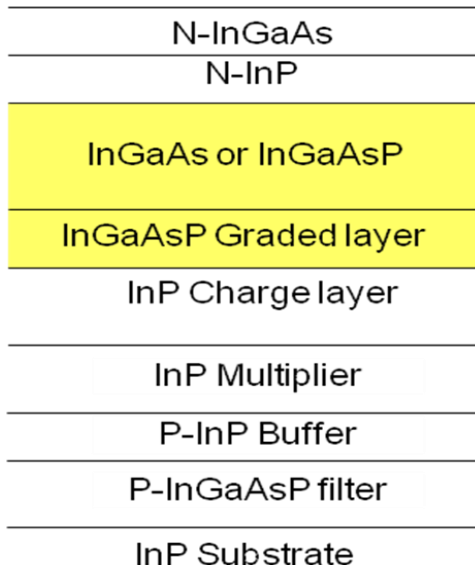 N-InGaAs
N-InP
InGaAs or InGaAsP
InGaAsP Graded layer
InP Charge layer
InP Multiplier
P-InP Buffer
P-InGaAsP filter
InP Substrate